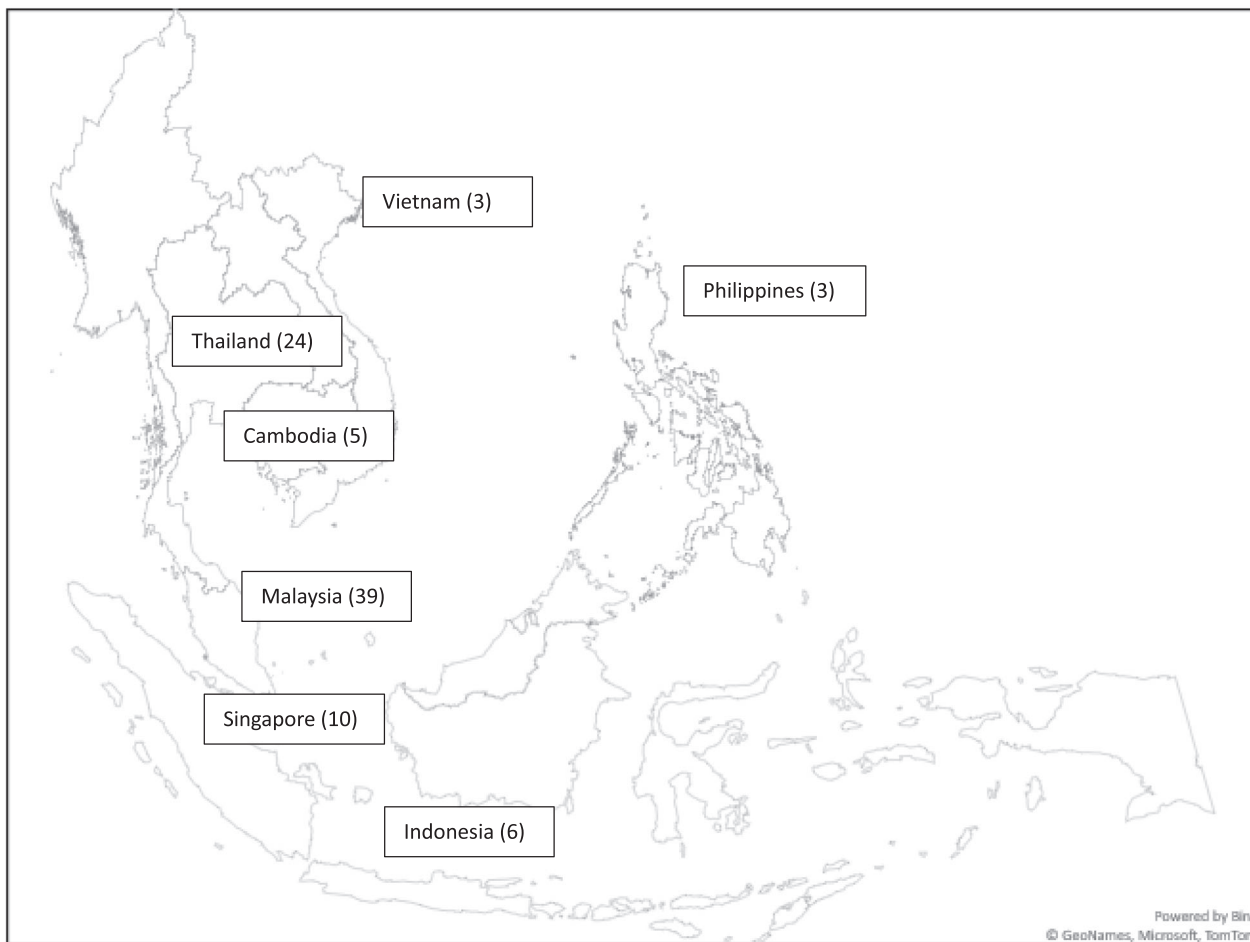 Vietnam (3)
Philippines (3)
Thailand (24)
Cambodia (5)
Malaysia (39)
Singapore (10)
Indonesia (6)
Powered by Bin
© GeoNames, Microsoft, TomTom